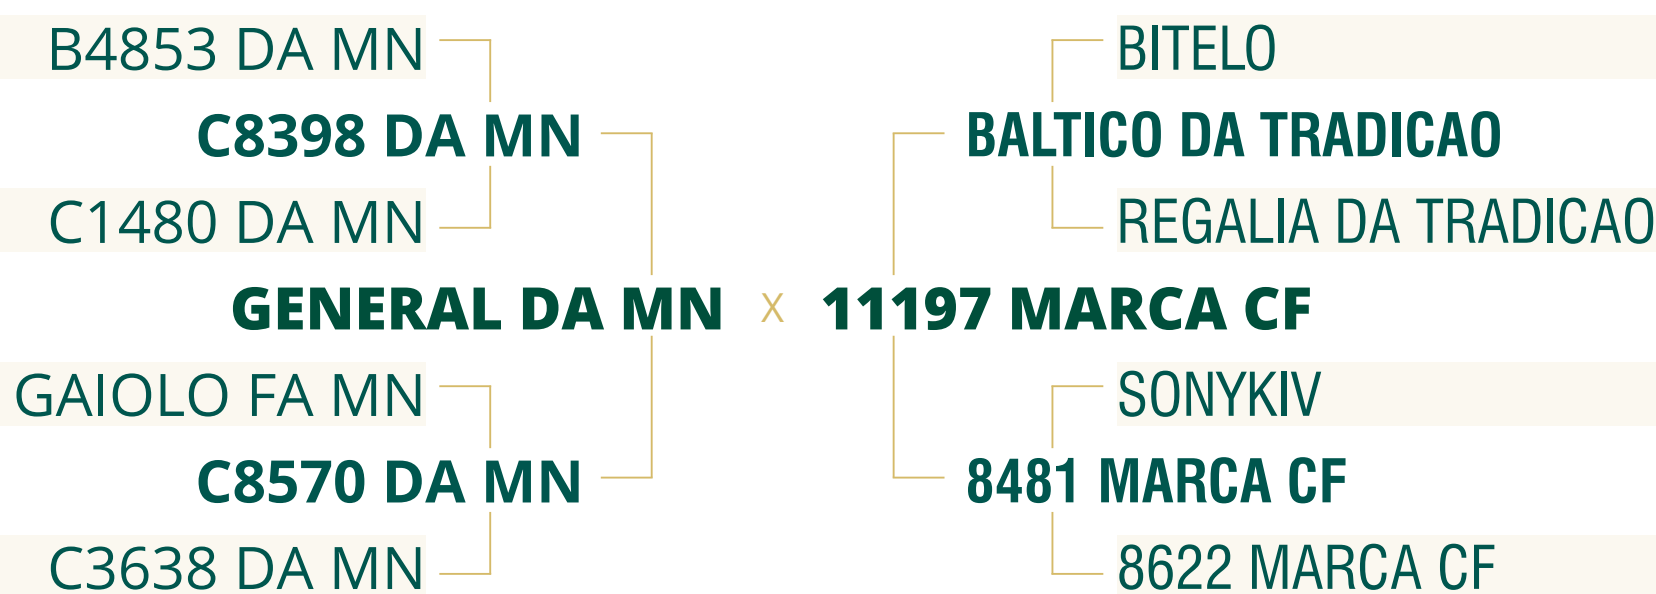 B4853 DA MN
BITELO
C8398 DA MN
BALTICO DA TRADICAO
C1480 DA MN
REGALIA DA TRADICAO
GENERAL DA MN X 11197 MARCA CF
GAIOLO FA MN
SONYKIV
C8570 DA MN
8481 MARCA CF
C3638 DA MN
8622 MARCA CF